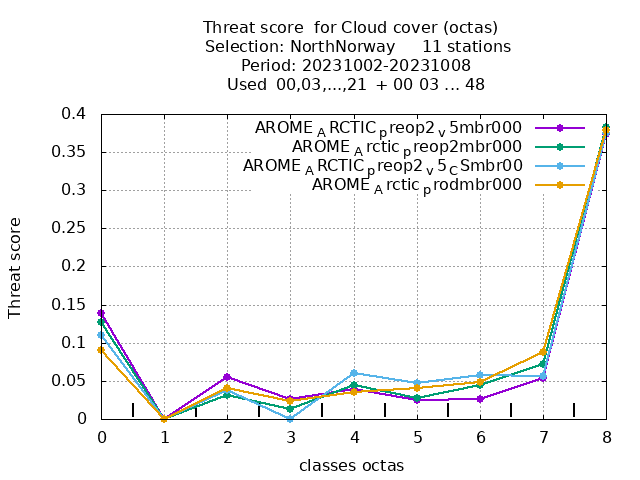 Threat score  for Cloud cover (octas)
Selection: NorthNorway     11 stations
Period: 20231002-20231008
Used  00,03,...,21  + 00 03 ... 48
AROME_ARCTIC_preop2_v5mbr000
AROME_Arctic_preop2mbr000
AROME_ARCTIC_preop2_v5_CSmbr00
AROME_Arctic_prodmbr000
0.4
0.35
0.3
0.25
0.2
0.15
0.1
0.05
0
Threat score
0 1 2 3 4 5 6 7 8
classes octas